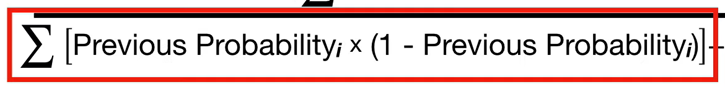 ∑ [Previous Probabilityᵢ × (1 - Previous Probabilityᵢ)]